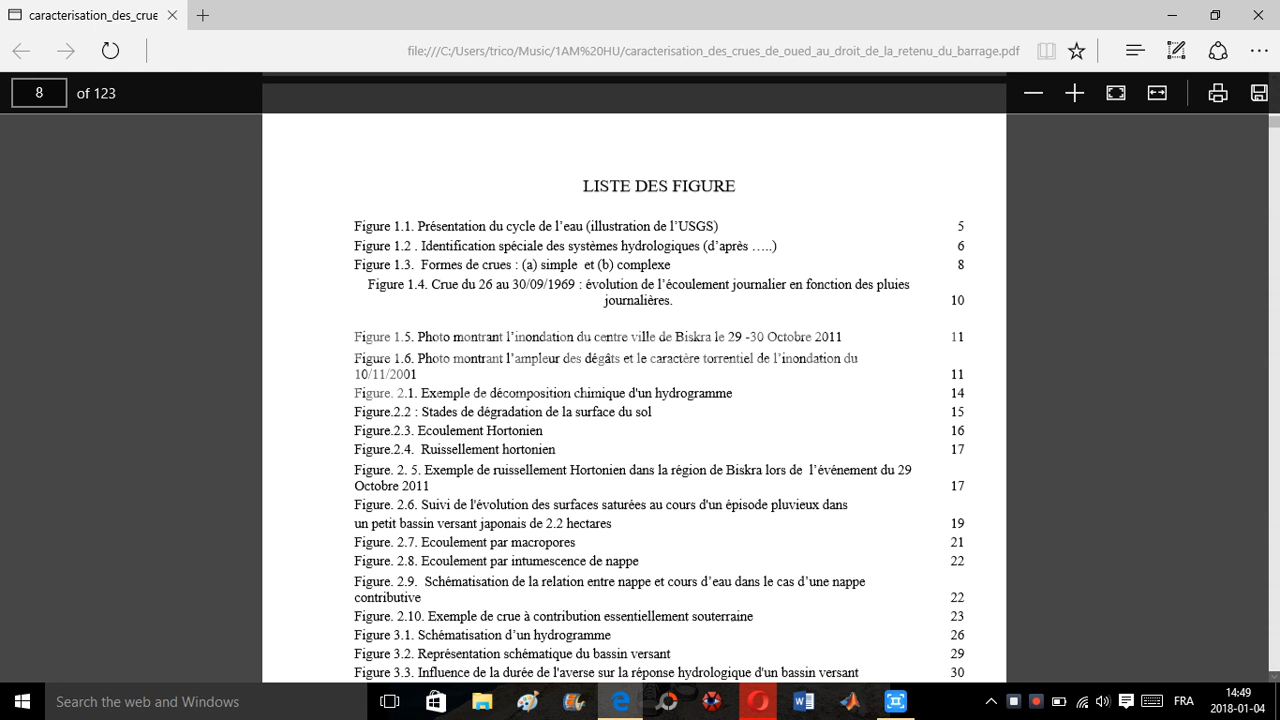 caracterisation_des_crue
file:///C:/Users/trico/Music/1AM%20HU/caracterisation_des_crues_de_oued_au_droit_de_la_retenu_du_barrage.pdf
8 of 123
LISTE DES FIGURE
Figure 1.1. Présentation du cycle de l’eau (illustration de l’USGS) 5
Figure 1.2 . Identification spéciale des systèmes hydrologiques (d’après …..) 6
Figure 1.3. Formes de crues : (a) simple et (b) complexe 8
Figure 1.4. Crue du 26 au 30/09/1969 : évolution de l’écoulement journalier en fonction des pluies
journalières. 10
Figure 1.5. Photo montrant l’inondation du centre ville de Biskra le 29 -30 Octobre 2011 11
Figure 1.6. Photo montrant l’ampleur des dégâts et le caractère torrentiel de l’inondation du
10/11/2001 11
Figure. 2.1. Exemple de décomposition chimique d'un hydrogramme 14
Figure.2.2 : Stades de dégradation de la surface du sol 15
Figure.2.3. Ecoulement Hortonien 16
Figure.2.4. Ruissellement hortonien 17
Figure. 2. 5. Exemple de ruissellement Hortonien dans la région de Biskra lors de l’événement du 29
Octobre 2011 17
Figure. 2.6. Suivi de l'évolution des surfaces saturées au cours d'un épisode pluvieux dans
un petit bassin versant japonais de 2.2 hectares 19
Figure. 2.7. Ecoulement par macropores 21
Figure. 2.8. Ecoulement par intumescence de nappe 22
Figure. 2.9. Schématisation de la relation entre nappe et cours d’eau dans le cas d’une nappe
contributive 22
Figure. 2.10. Exemple de crue à contribution essentiellement souterraine 23
Figure 3.1. Schématisation d’un hydrogramme 26
Figure 3.2. Représentation schématique du bassin versant 29
Figure 3.3. Influence de la durée de l'averse sur la réponse hydrologique d'un bassin versant 30
Search the web and Windows
FRA
14:49
2018-01-04